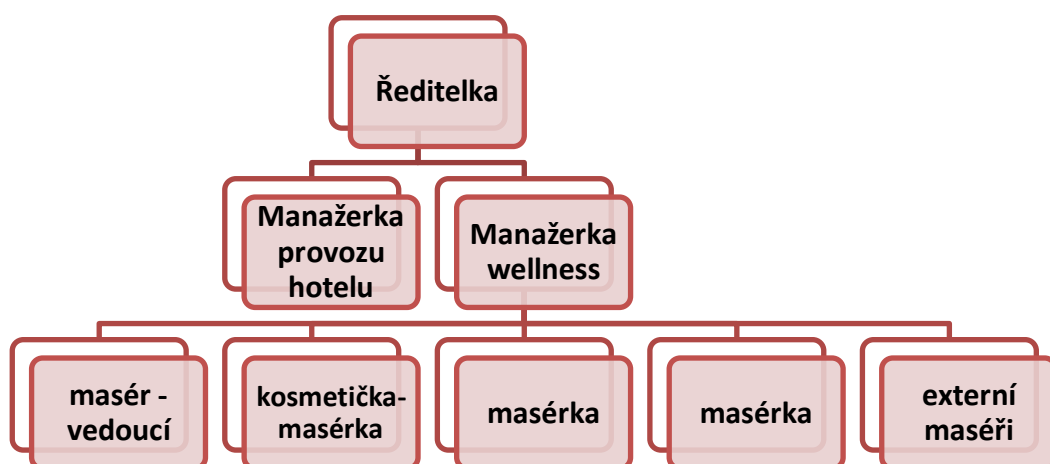 Ředitelka
Manažerka
provozu
hotelu
Manažerka
wellness
masér -
vedoucí
kosmetička-
masérka
masérka
masérka
externí
maséři